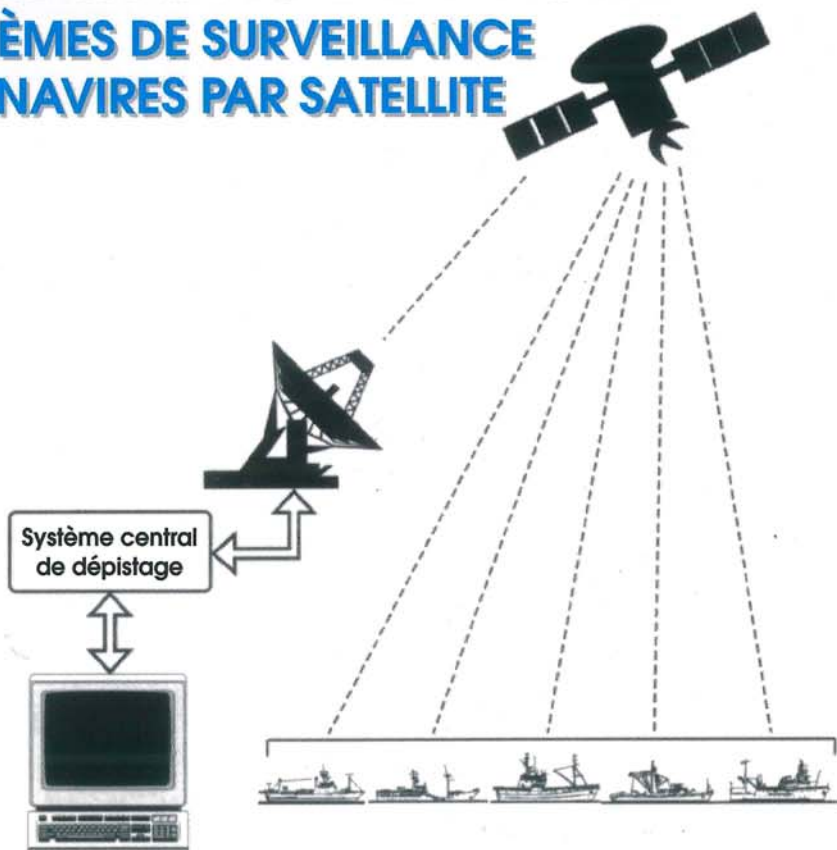 ÈMES DE SURVEILLANCE
NAVIRES PAR SATELLITE
Système central
de dépistage